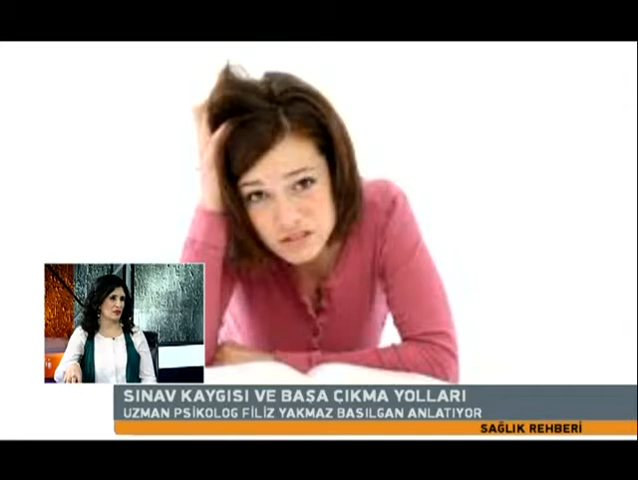 SINAV KAYGISI VE BAŞA ÇIKMA YOLLARI
UZMAN PSİKOLOG FİLİZ YAKMAZ BASILGAN ANLATIYOR
SAĞLIK REHBERİ